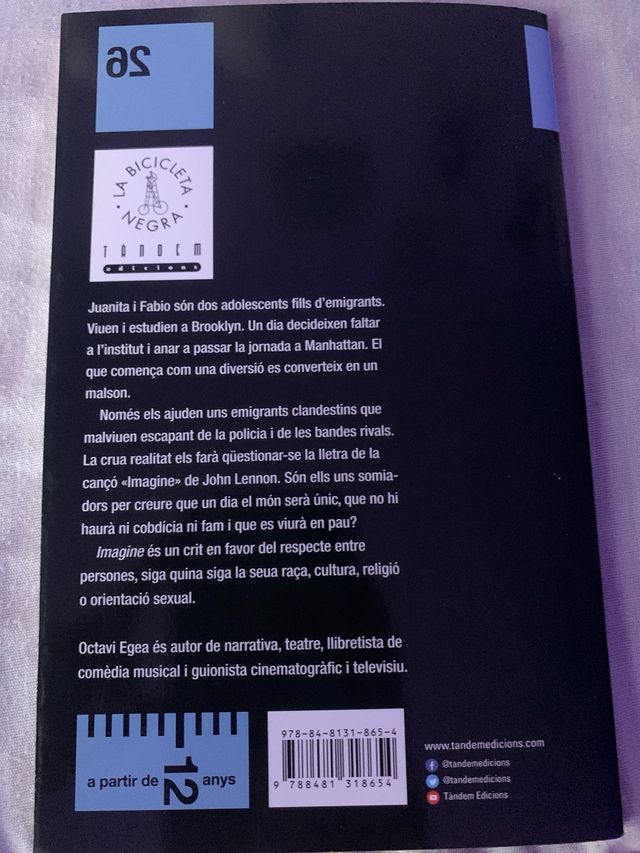 26
LA BICICLETA
NEGRA
TÀNDEM
edicions
Juanita i Fabio són dos adolescents fills d'emigrants.
Viuen i estudien a Brooklyn. Un dia decideixen faltar
a l'institut i anar a passar la jornada a Manhattan. El
que comença com una diversió es converteix en un
malson.
Només els ajuden uns emigrants clandestins que
malviuen escapant de la policia i de les bandes rivals.
La crua realitat els farà qüestionar-se la lletra de la
cançó «Imagine» de John Lennon. Són ells uns somia-
dors per creure que un dia el món serà únic, que no hi
haurà ni cobdícia ni fam i que es viurà en pau?
Imagine és un crit en favor del respecte entre
persones, siga quina siga la seua raça, cultura, religió
o orientació sexual.
Octavi Egea és autor de narrativa, teatre, llibretista de
comèdia musical i guionista cinematogràfic i televisiu.
a partir de 12 anys
978-84-8131-865-4
9 788481 318654
www.tandemedicions.com
@tandemedicions
@tandemedicions
Tàndem Edicions